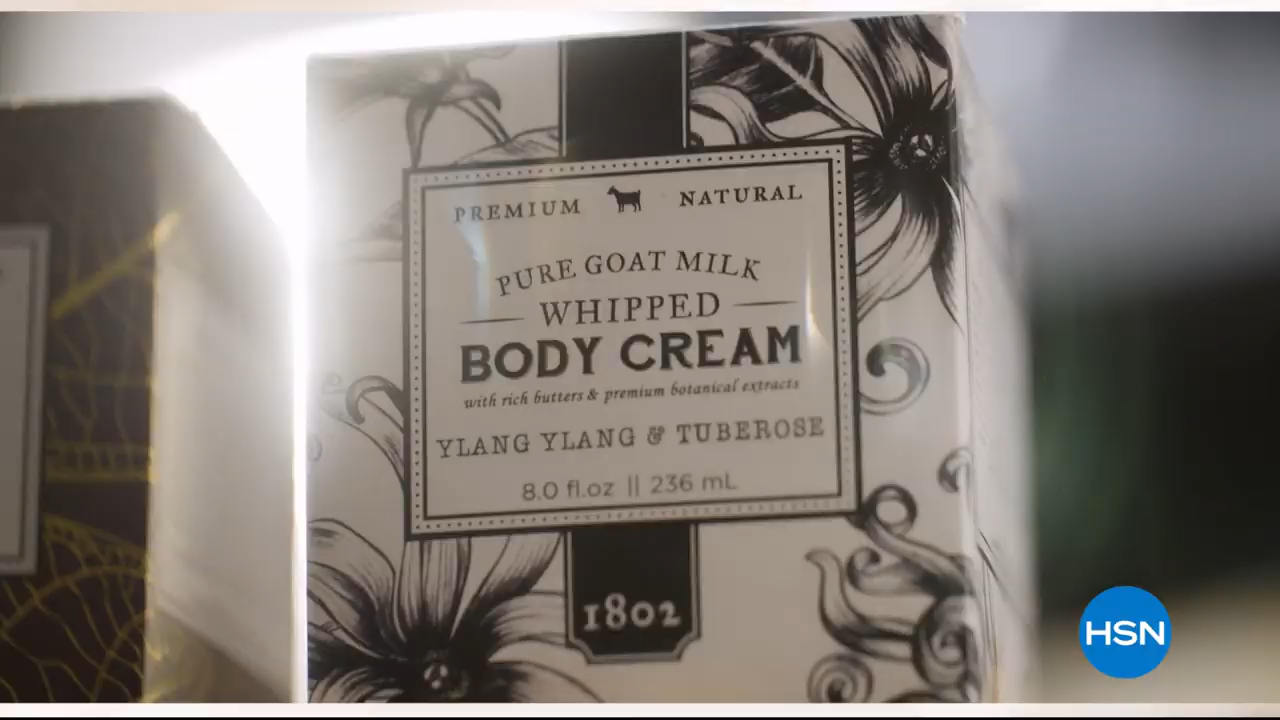 PREMIUM NATURAL
PURE GOAT MILK
WHIPPED
BODY CREAM
with rich butters & premium botanical extracts
YLANG YLANG & TUBEROSE
8.0 fl.oz || 236 mL
1802
HSN